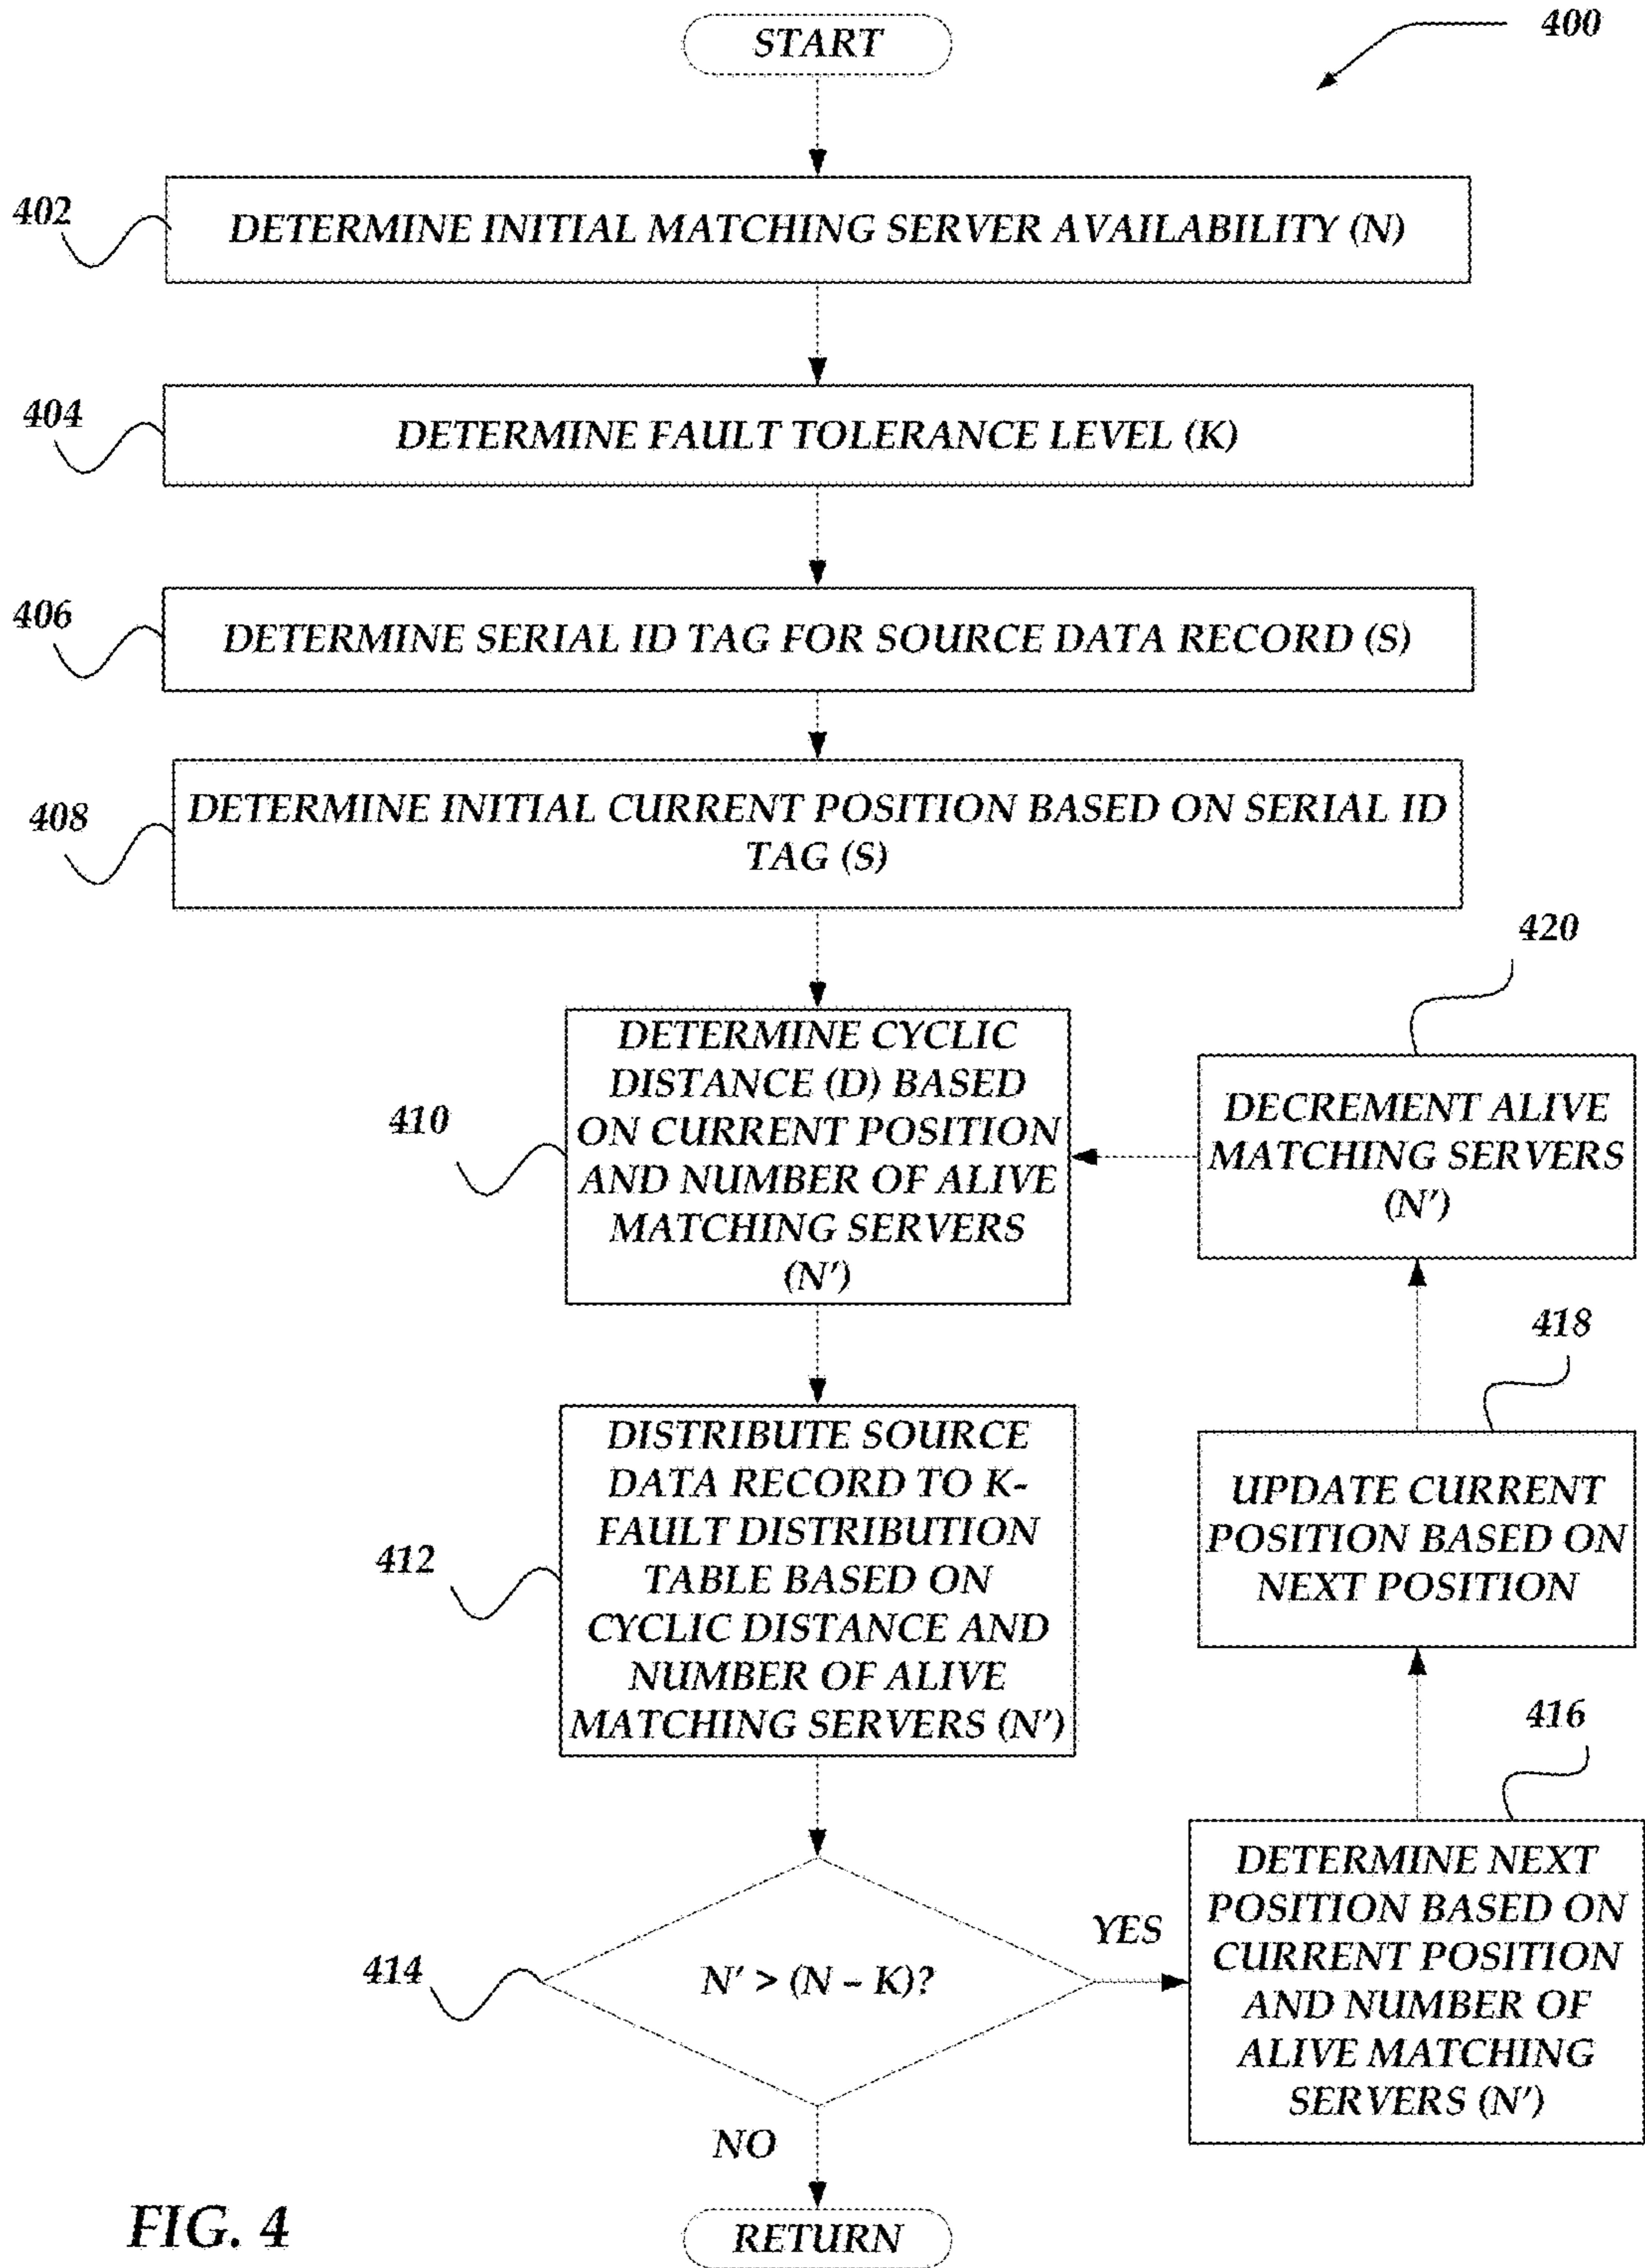 START
400
402
DETERMINE INITIAL MATCHING SERVER AVAILABILITY (N)
404
DETERMINE FAULT TOLERANCE LEVEL (K)
406
DETERMINE SERIAL ID TAG FOR SOURCE DATA RECORD (S)
408
DETERMINE INITIAL CURRENT POSITION BASED ON SERIAL ID
TAG (S)
410
DETERMINE CYCLIC
DISTANCE (D) BASED
ON CURRENT POSITION
AND NUMBER OF ALIVE
MATCHING SERVERS
(N')
412
DISTRIBUTE SOURCE
DATA RECORD TO K-
FAULT DISTRIBUTION
TABLE BASED ON
CYCLIC DISTANCE AND
NUMBER OF ALIVE
MATCHING SERVERS (N')
414
N' > (N – K)?
YES
416
DETERMINE NEXT
POSITION BASED ON
CURRENT POSITION
AND NUMBER OF
ALIVE MATCHING
SERVERS (N')
418
UPDATE CURRENT
POSITION BASED ON
NEXT POSITION
420
DECREMENT ALIVE
MATCHING SERVERS
(N')
NO
RETURN
FIG. 4